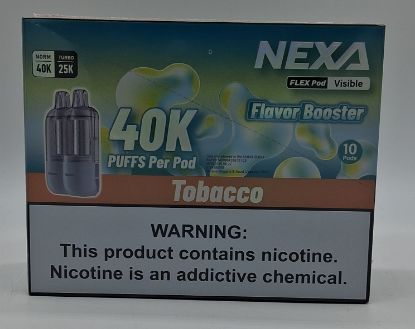 NORM TURBO
40K 25K
NEXA
FLEX Pod Visible
Flavor Booster
40K
PUFFS Per Pod
10
Pods
Tobacco
WARNING:
This product contains nicotine.
Nicotine is an addictive chemical.